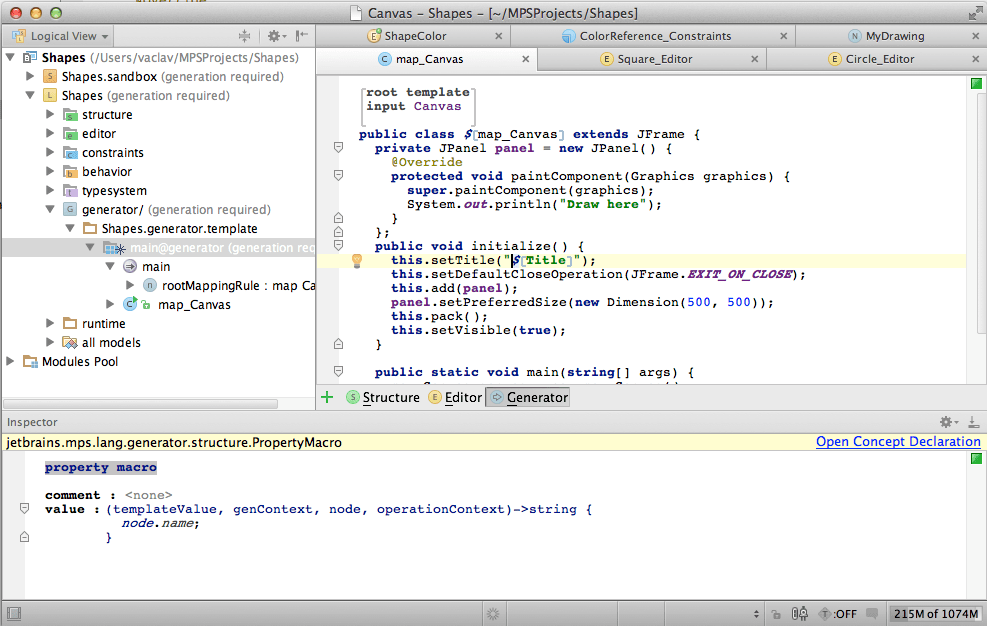 Canvas – Shapes – [~/MPSProjects/Shapes]
Logical View
ShapeColor
ColorReference_Constraints
MyDrawing
map_Canvas
Square_Editor
Circle_Editor
Shapes (/Users/vaclav/MPSProjects/Shapes)
Shapes.sandbox (generation required)
Shapes (generation required)
structure
editor
constraints
behavior
typesystem
generator/ (generation required)
Shapes.generator.template
main@generator (generation req
main
rootMappingRule : map Ca
map_Canvas
runtime
all models
Modules Pool
root template
input Canvas
public class $[map_Canvas] extends JFrame {
private JPanel panel = new JPanel() {
@Override
protected void paintComponent(Graphics graphics) {
super.paintComponent(graphics);
System.out.println("Draw here");
}
};
public void initialize() {
this.setTitle("$[Title]");
this.setDefaultCloseOperation(JFrame.EXIT_ON_CLOSE);
this.add(panel);
panel.setPreferredSize(new Dimension(500, 500));
this.pack();
this.setVisible(true);
}
public static void main(string[] args) {
Structure
Editor
Generator
Inspector
jetbrains.mps.lang.generator.structure.PropertyMacro
Open Concept Declaration
property macro
comment : <none>
value : (templateValue, genContext, node, operationContext)->string {
node.name;
}
T :OFF
215M of 1074M